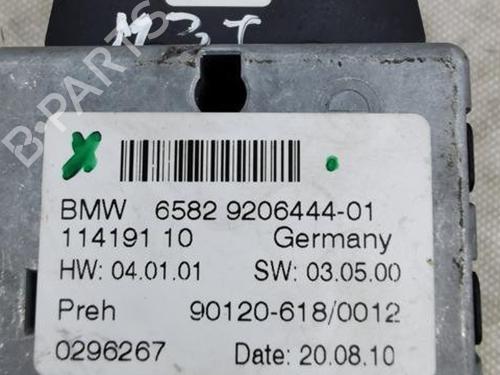 B-PARTS
BMW 6582 9206444-01
114191 10 Germany
HW: 04.01.01 SW: 03.05.00
Preh 90120-618/0012
0296267 Date: 20.08.10